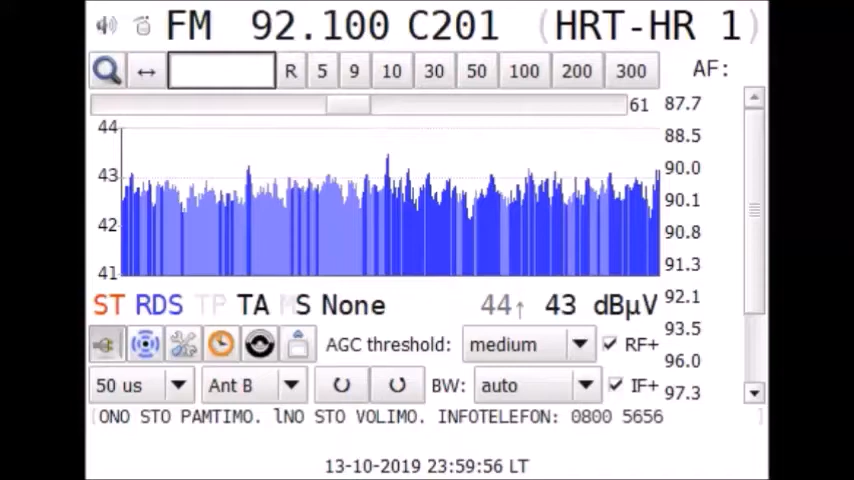 FM 92.100 C201 (HRT-HR 1)
↔ R 5 9 10 30 50 100 200 300 AF:
61 87.7
44
88.5
43 90.0
90.1
42 90.8
41 91.3
ST RDS TP TA MS None 44↑ 43 dBµV 92.1
93.5
AGC threshold: medium RF+
96.0
50 us Ant B BW: auto IF+ 97.3
[ONO STO PAMTIMO. lNO STO VOLIMO. INFOTELEFON: 0800 5656 ]
13-10-2019 23:59:56 LT